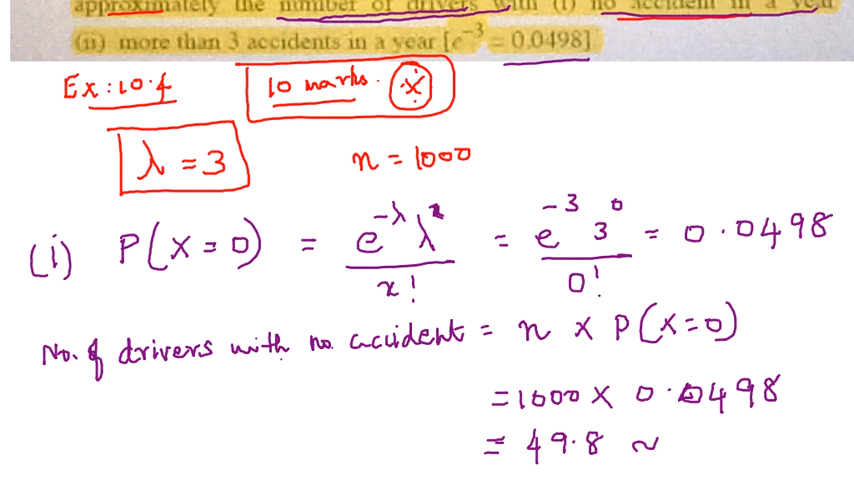 approximately the number of drivers with (i) no accident in a year
(ii) more than 3 accidents in a year [e⁻³ = 0.0498]
Ex: 10.f
10 marks. X
λ = 3
n = 1000
(i) P(X=0) = e^-λ λ^x / x! = e^-3 3^0 / 0! = 0.0498
No. of drivers with no accident = n × P(X=0)
= 1000 × 0.0498
= 49.8 ~